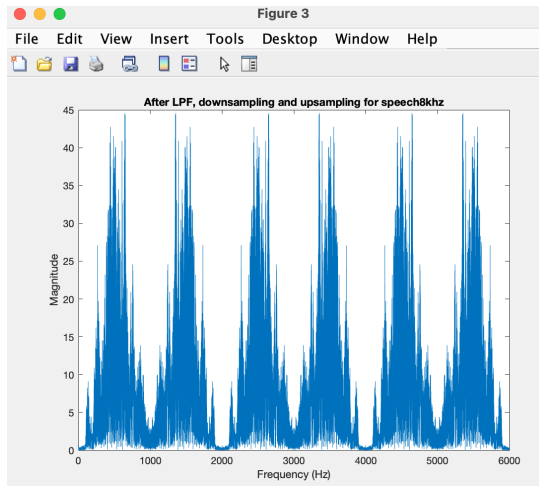 Figure 3
File Edit View Insert Tools Desktop Window Help
After LPF, downsampling and upsampling for speech8khz
45
40
35
30
25
20
15
10
5
0
Magnitude
0 1000 2000 3000 4000 5000 6000
Frequency (Hz)